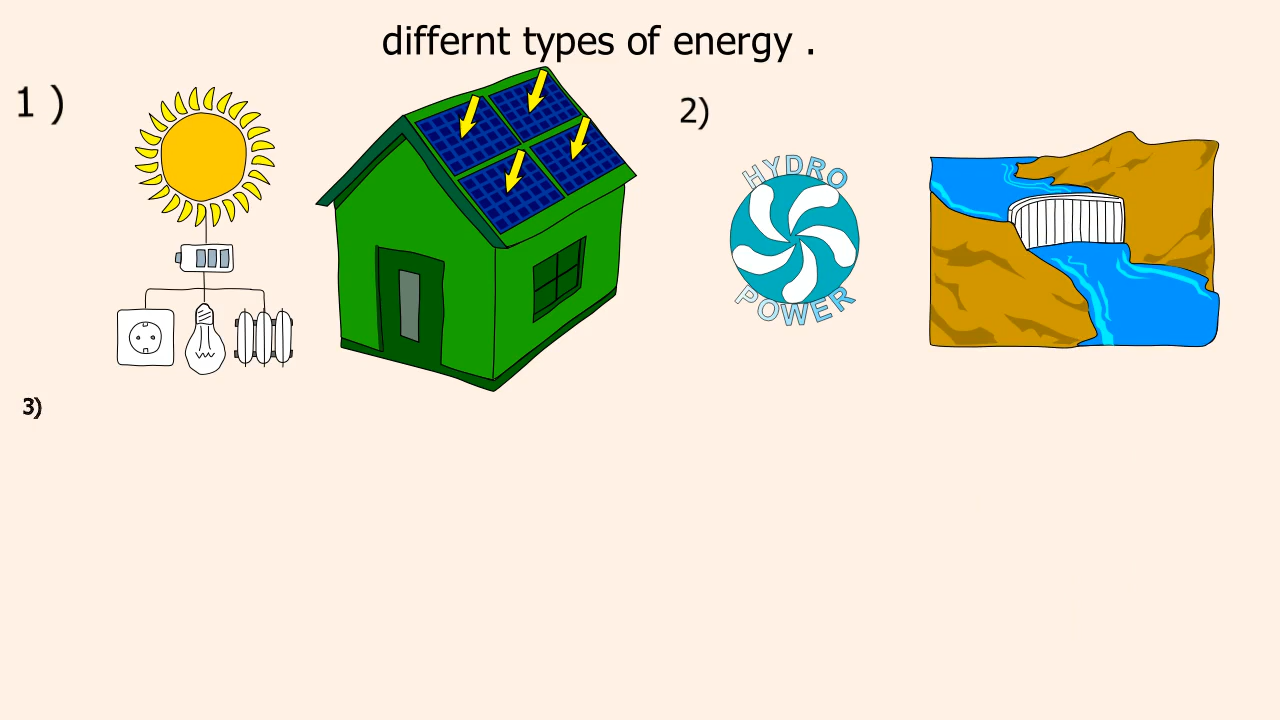 differnt types of energy .
1 )
2)
HYDRO
POWER
3)